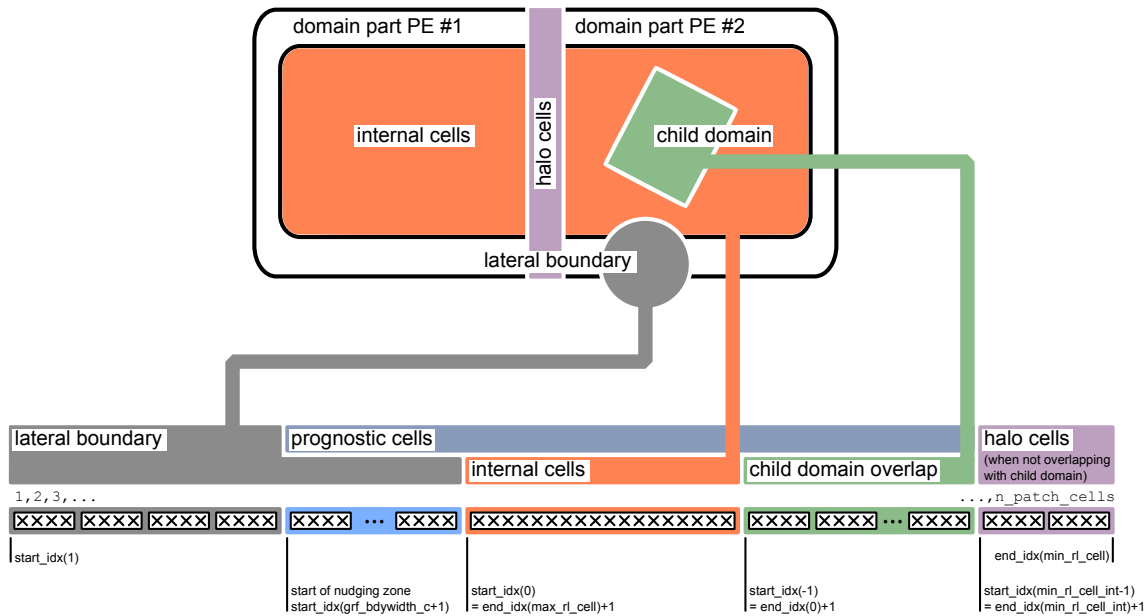 domain part PE #1
domain part PE #2
internal cells
halo cells
child domain
lateral boundary
lateral boundary
prognostic cells
halo cells
(when not overlapping
with child domain)
internal cells
child domain overlap
1,2,3,...
...,n_patch_cells
...
...
start_idx(1)
end_idx(min_rl_cell)
start of nudging zone
start_idx(grf_bdywidth_c+1)
start_idx(0)
= end_idx(max_rl_cell)+1
start_idx(-1)
= end_idx(0)+1
start_idx(min_rl_cell_int-1)
= end_idx(min_rl_cell_int)+1